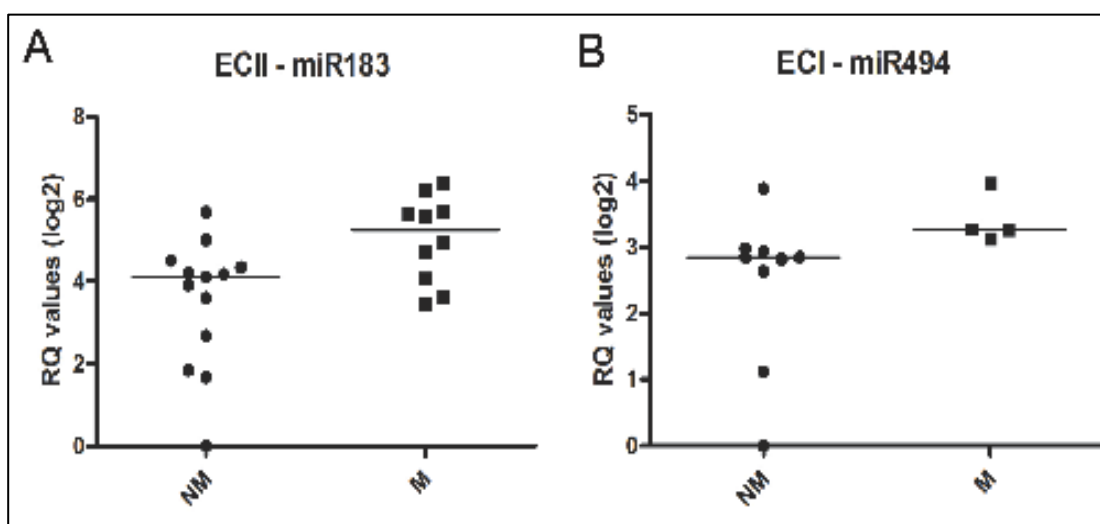 A
ECII - miR183
RQ values (log2)
8
6
4
2
0
NM
M
B
ECI - miR494
RQ values (log2)
5
4
3
2
1
0
NM
M